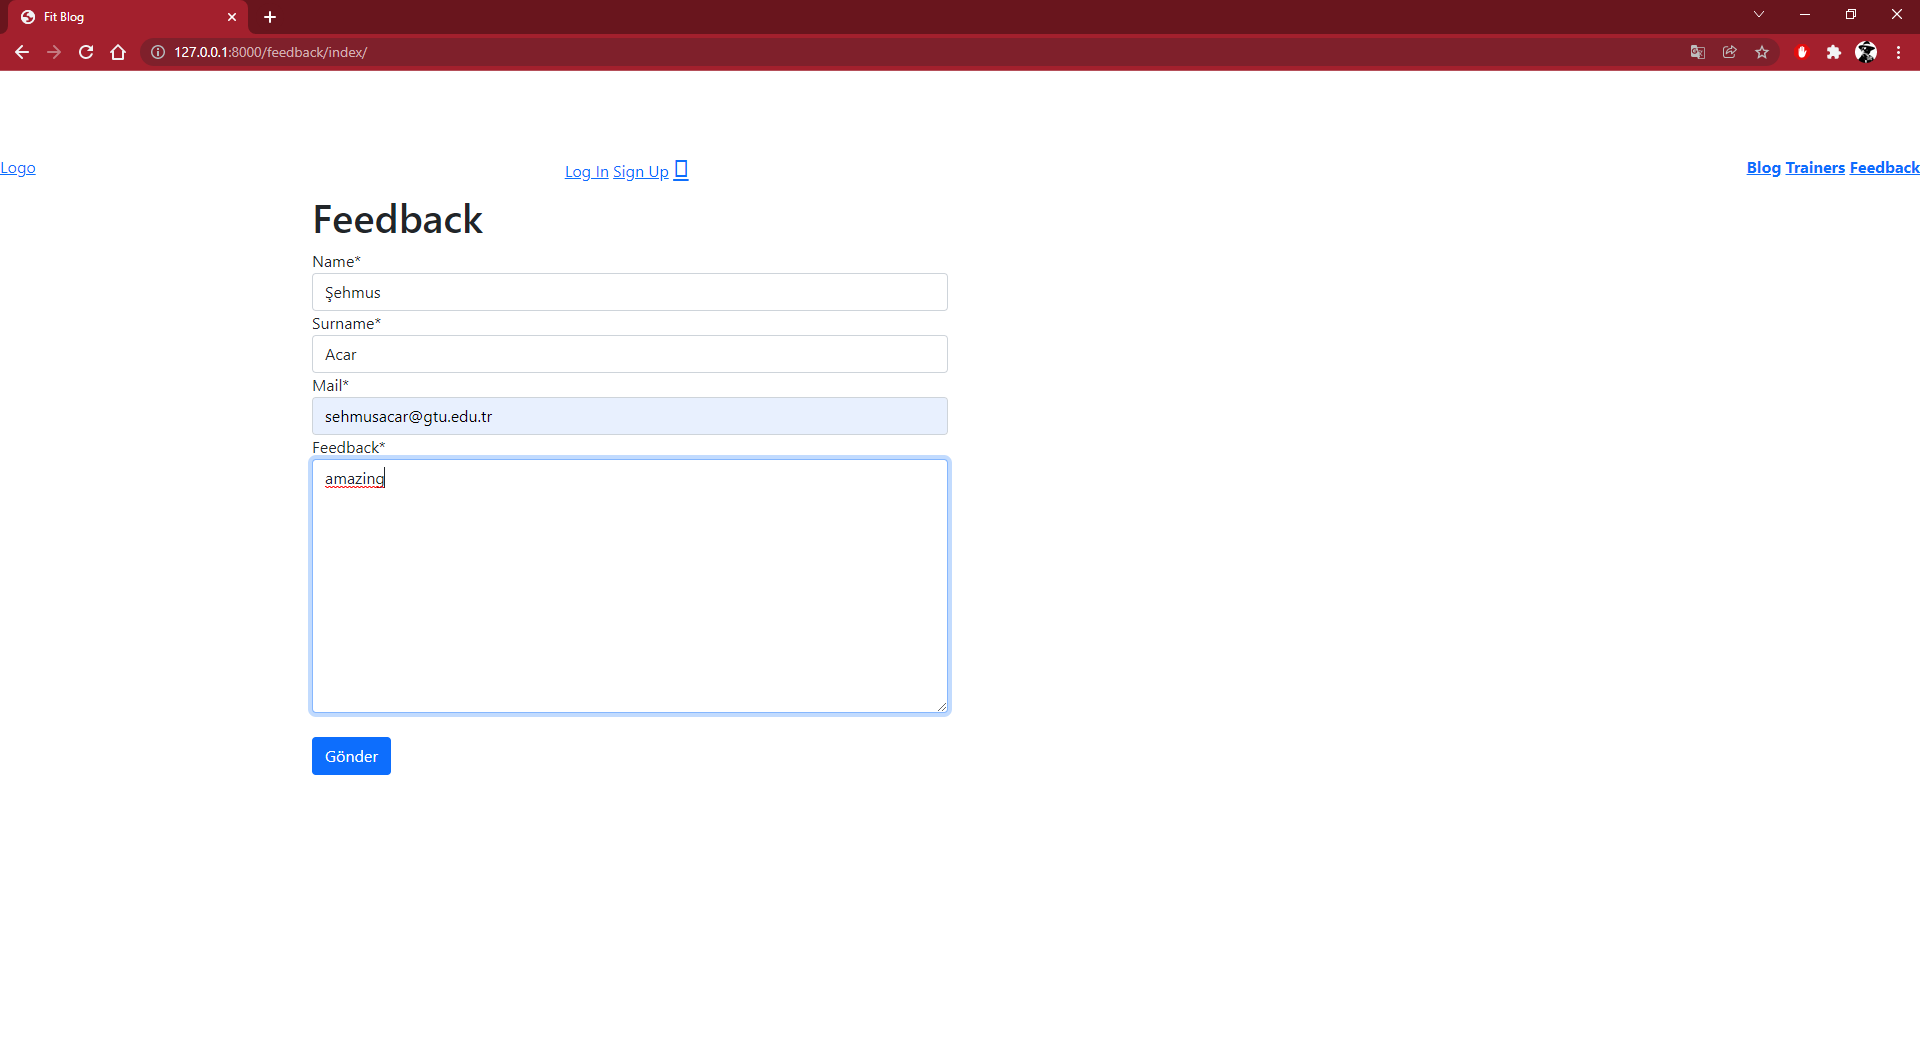 Fit Blog
127.0.0.1:8000/feedback/index/
Logo
Log In Sign Up
Blog Trainers Feedback
Feedback
Name*
Şehmus
Surname*
Acar
Mail*
sehmusacar@gtu.edu.tr
Feedback*
amazing
Gönder